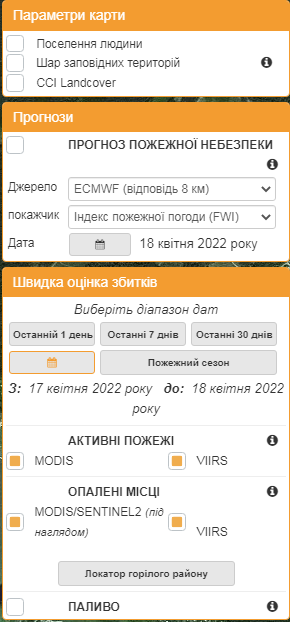 Параметри карти
Поселення людини
Шар заповідних територій
CCI Landcover
Прогнози
ПРОГНОЗ ПОЖЕЖНОЇ НЕБЕЗПЕКИ
Джерело ECMWF (відповідь 8 км)
покажчик Індекс пожежної погоди (FWI)
Дата 18 квітня 2022 року
Швидка оцінка збитків
Виберіть діапазон дат
Останній 1 день Останні 7 днів Останні 30 днів
Пожежний сезон
З: 17 квітня 2022 року до: 18 квітня 2022
року
АКТИВНІ ПОЖЕЖІ
MODIS VIIRS
ОПАЛЕНІ МІСЦІ
MODIS/SENTINEL2 (під
наглядом) VIIRS
Локатор горілого району
ПАЛИВО